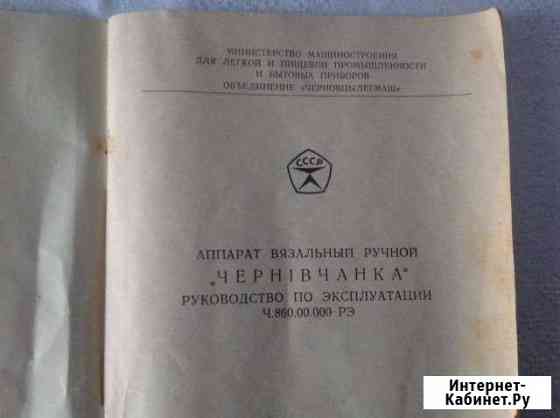 МИНИСТЕРСТВО МАШИНОСТРОЕНИЯ
ДЛЯ ЛЕГКОЙ И ПИЩЕВОЙ ПРОМЫШЛЕННОСТИ
И БЫТОВЫХ ПРИБОРОВ
ОБЪЕДИНЕНИЕ «ЧЕРНОВЦЫЛЕГМАШ»
СССР
АППАРАТ ВЯЗАЛЬНЫЙ РУЧНОЙ
„ЧЕРНІВЧАНКА"
РУКОВОДСТВО ПО ЭКСПЛУАТАЦИИ
Ч.860.00.000 РЭ
Интернет-
Кабинет.Ру